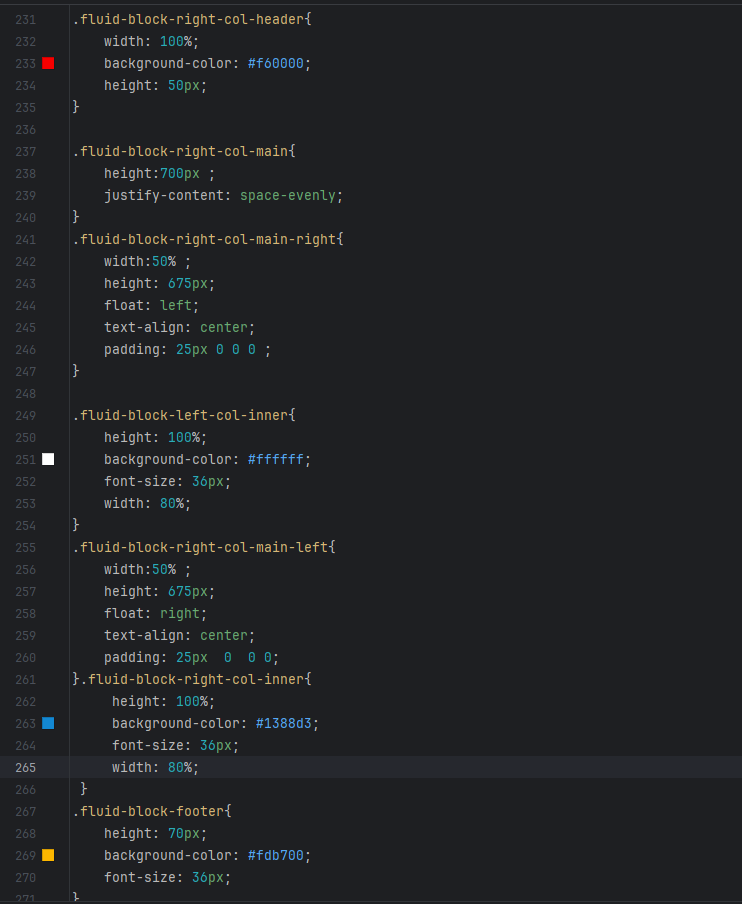 231 .fluid-block-right-col-header{
232     width: 100%;
233     background-color: #f60000;
234     height: 50px;
235 }
236
237 .fluid-block-right-col-main{
238     height:700px ;
239     justify-content: space-evenly;
240 }
241 .fluid-block-right-col-main-right{
242     width:50% ;
243     height: 675px;
244     float: left;
245     text-align: center;
246     padding: 25px 0 0 0 ;
247 }
248
249 .fluid-block-left-col-inner{
250     height: 100%;
251     background-color: #ffffff;
252     font-size: 36px;
253     width: 80%;
254 }
255 .fluid-block-right-col-main-left{
256     width:50% ;
257     height: 675px;
258     float: right;
259     text-align: center;
260     padding: 25px  0  0 0;
261 }.fluid-block-right-col-inner{
262      height: 100%;
263      background-color: #1388d3;
264      font-size: 36px;
265      width: 80%;
266  }
267 .fluid-block-footer{
268     height: 70px;
269     background-color: #fdb700;
270     font-size: 36px;
271 }